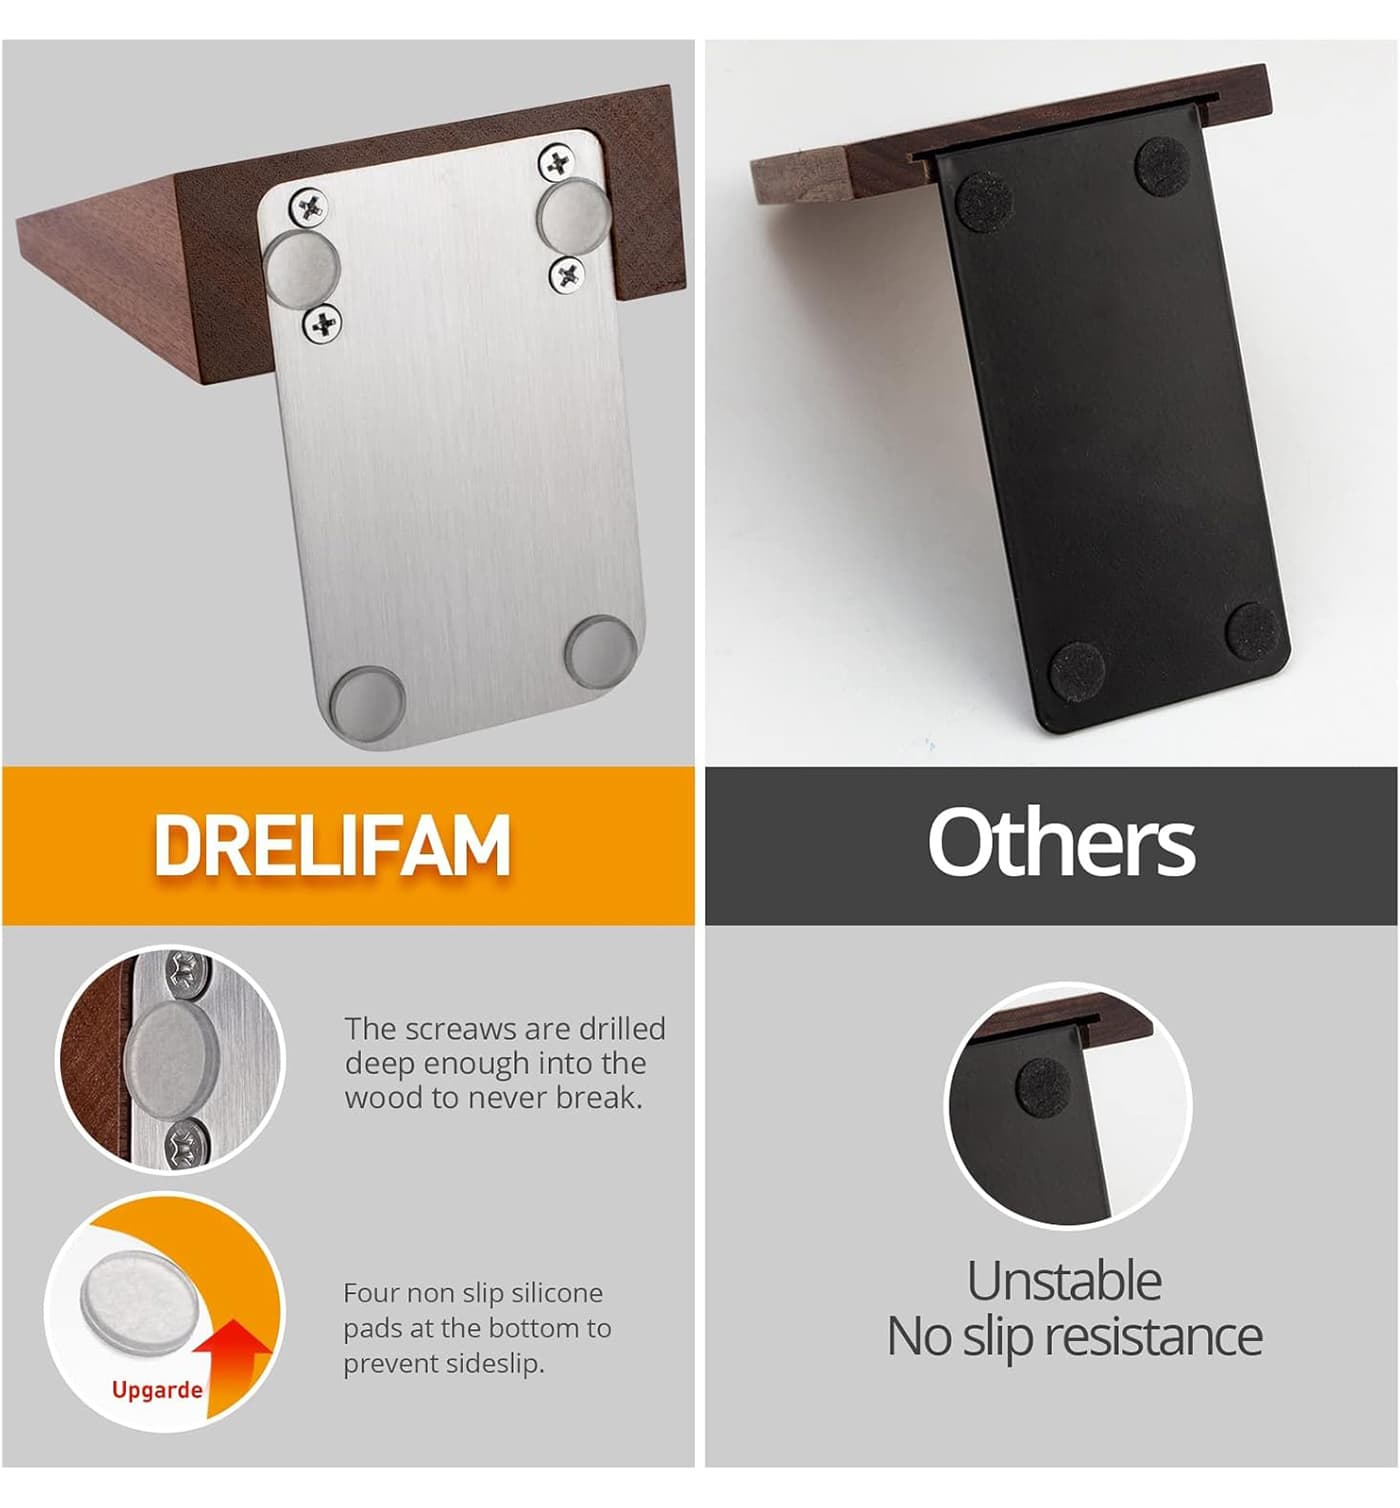 DRELIFAM
The screaws are drilled
deep enough into the
wood to never break.
Upgarde
Four non slip silicone
pads at the bottom to
prevent sideslip.
Others
Unstable
No slip resistance